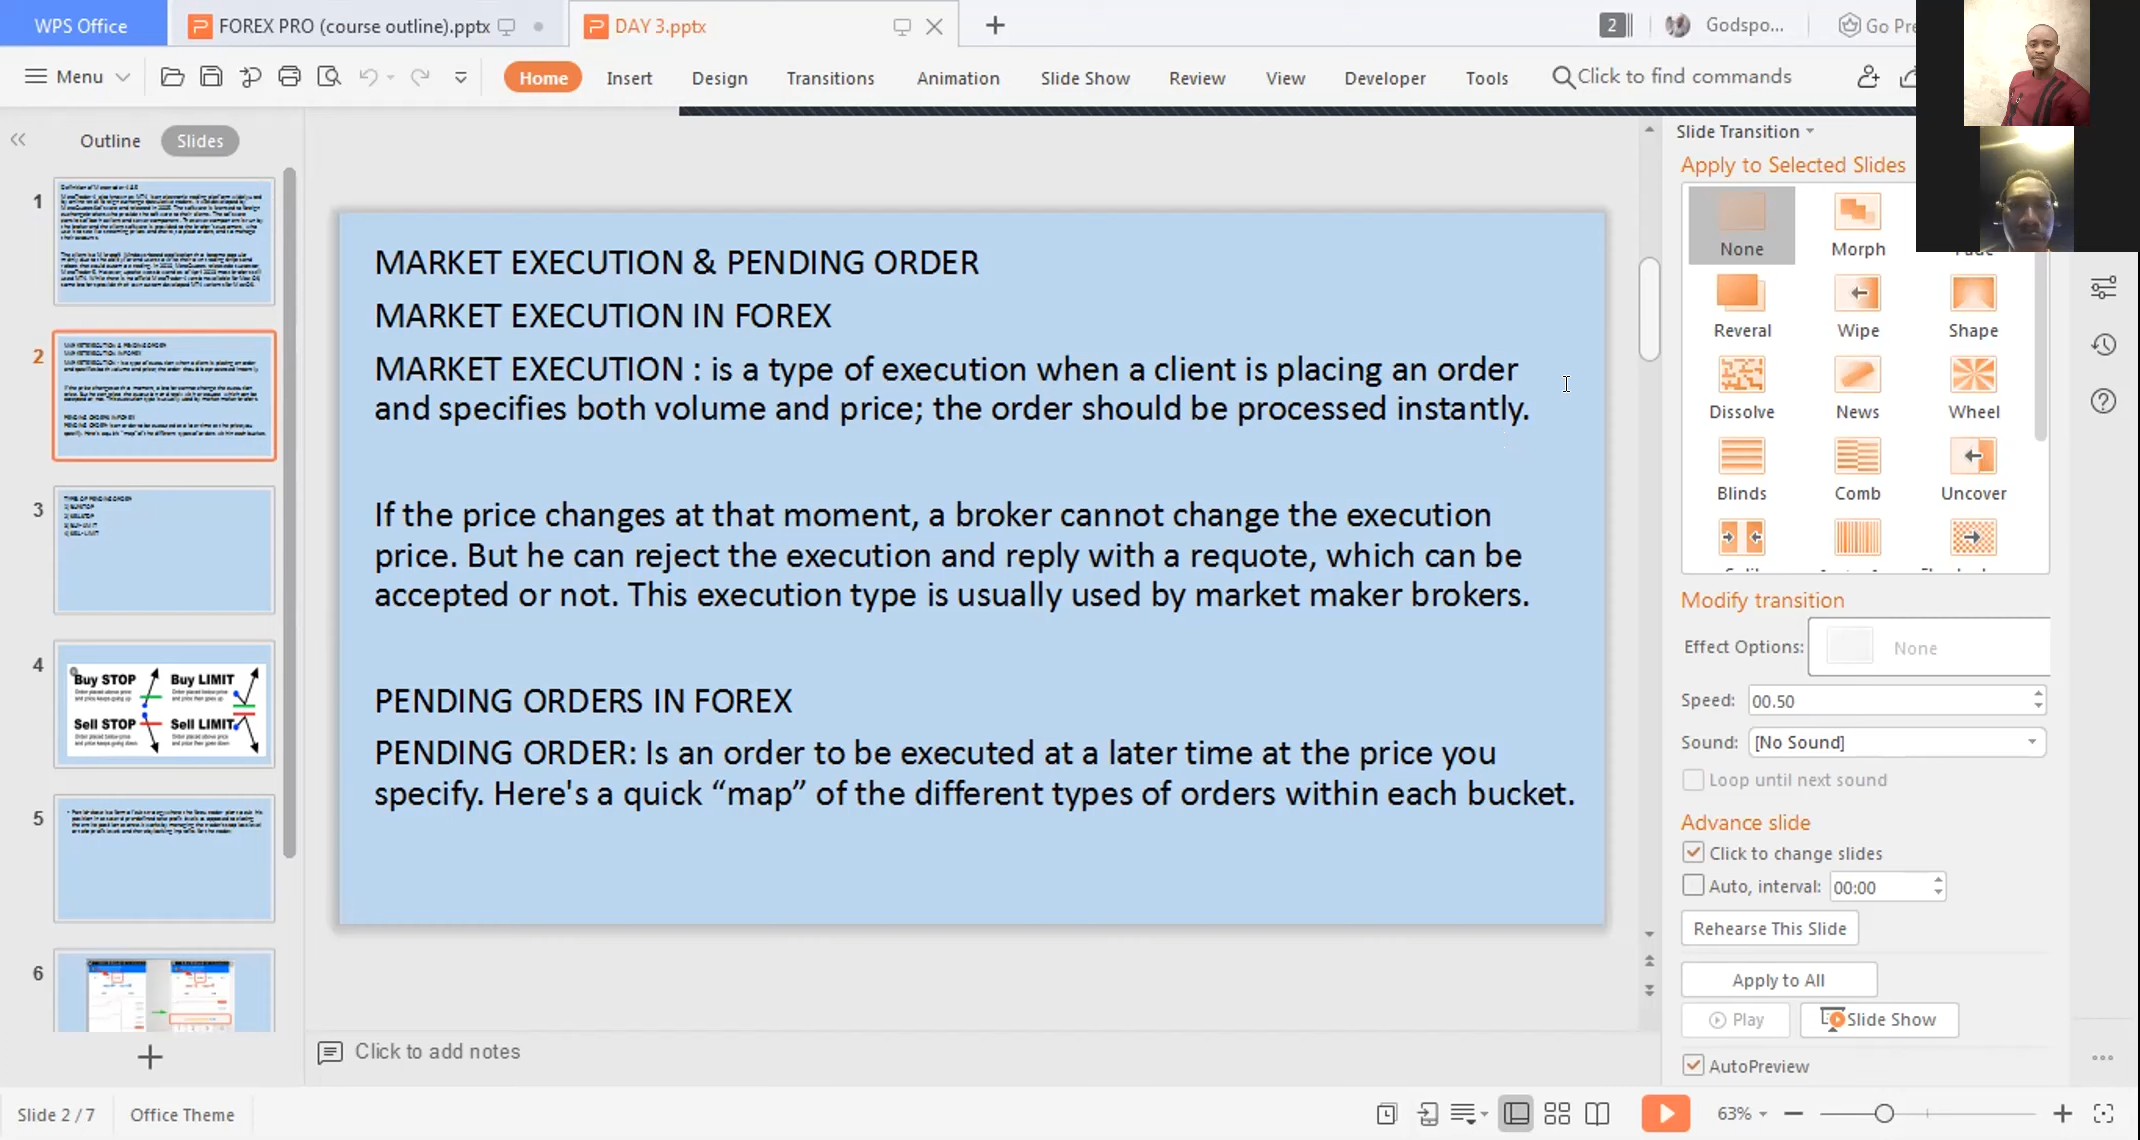 WPS Office
FOREX PRO (course outline).pptx
DAY 3.pptx
2
Godspo...
Go Pre
Menu
Home
Insert
Design
Transitions
Animation
Slide Show
Review
View
Developer
Tools
Click to find commands
Outline
Slides
1
2
3
4
Buy STOP
Buy LIMIT
Sell STOP
Sell LIMIT
5
6
MARKET EXECUTION & PENDING ORDER
MARKET EXECUTION IN FOREX
MARKET EXECUTION : is a type of execution when a client is placing an order
and specifies both volume and price; the order should be processed instantly.
If the price changes at that moment, a broker cannot change the execution
price. But he can reject the execution and reply with a requote, which can be
accepted or not. This execution type is usually used by market maker brokers.
PENDING ORDERS IN FOREX
PENDING ORDER: Is an order to be executed at a later time at the price you
specify. Here's a quick “map” of the different types of orders within each bucket.
Click to add notes
Slide Transition
Apply to Selected Slides
None
Morph
Reveral
Wipe
Shape
Dissolve
News
Wheel
Blinds
Comb
Uncover
Modify transition
Effect Options:
None
Speed:
00.50
Sound:
[No Sound]
Loop until next sound
Advance slide
Click to change slides
Auto, interval:
00:00
Rehearse This Slide
Apply to All
Play
Slide Show
AutoPreview
Slide 2 / 7
Office Theme
63%